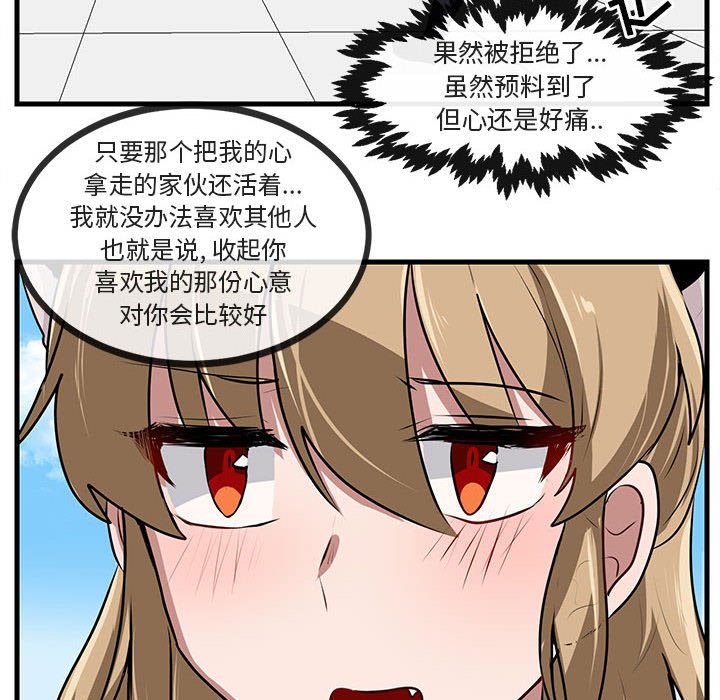 果然被拒绝了...
虽然预料到了
但心还是好痛..
只要那个把我的心
拿走的家伙还活着...
我就没办法喜欢其他人
也就是说, 收起你
喜欢我的那份心意
对你会比较好